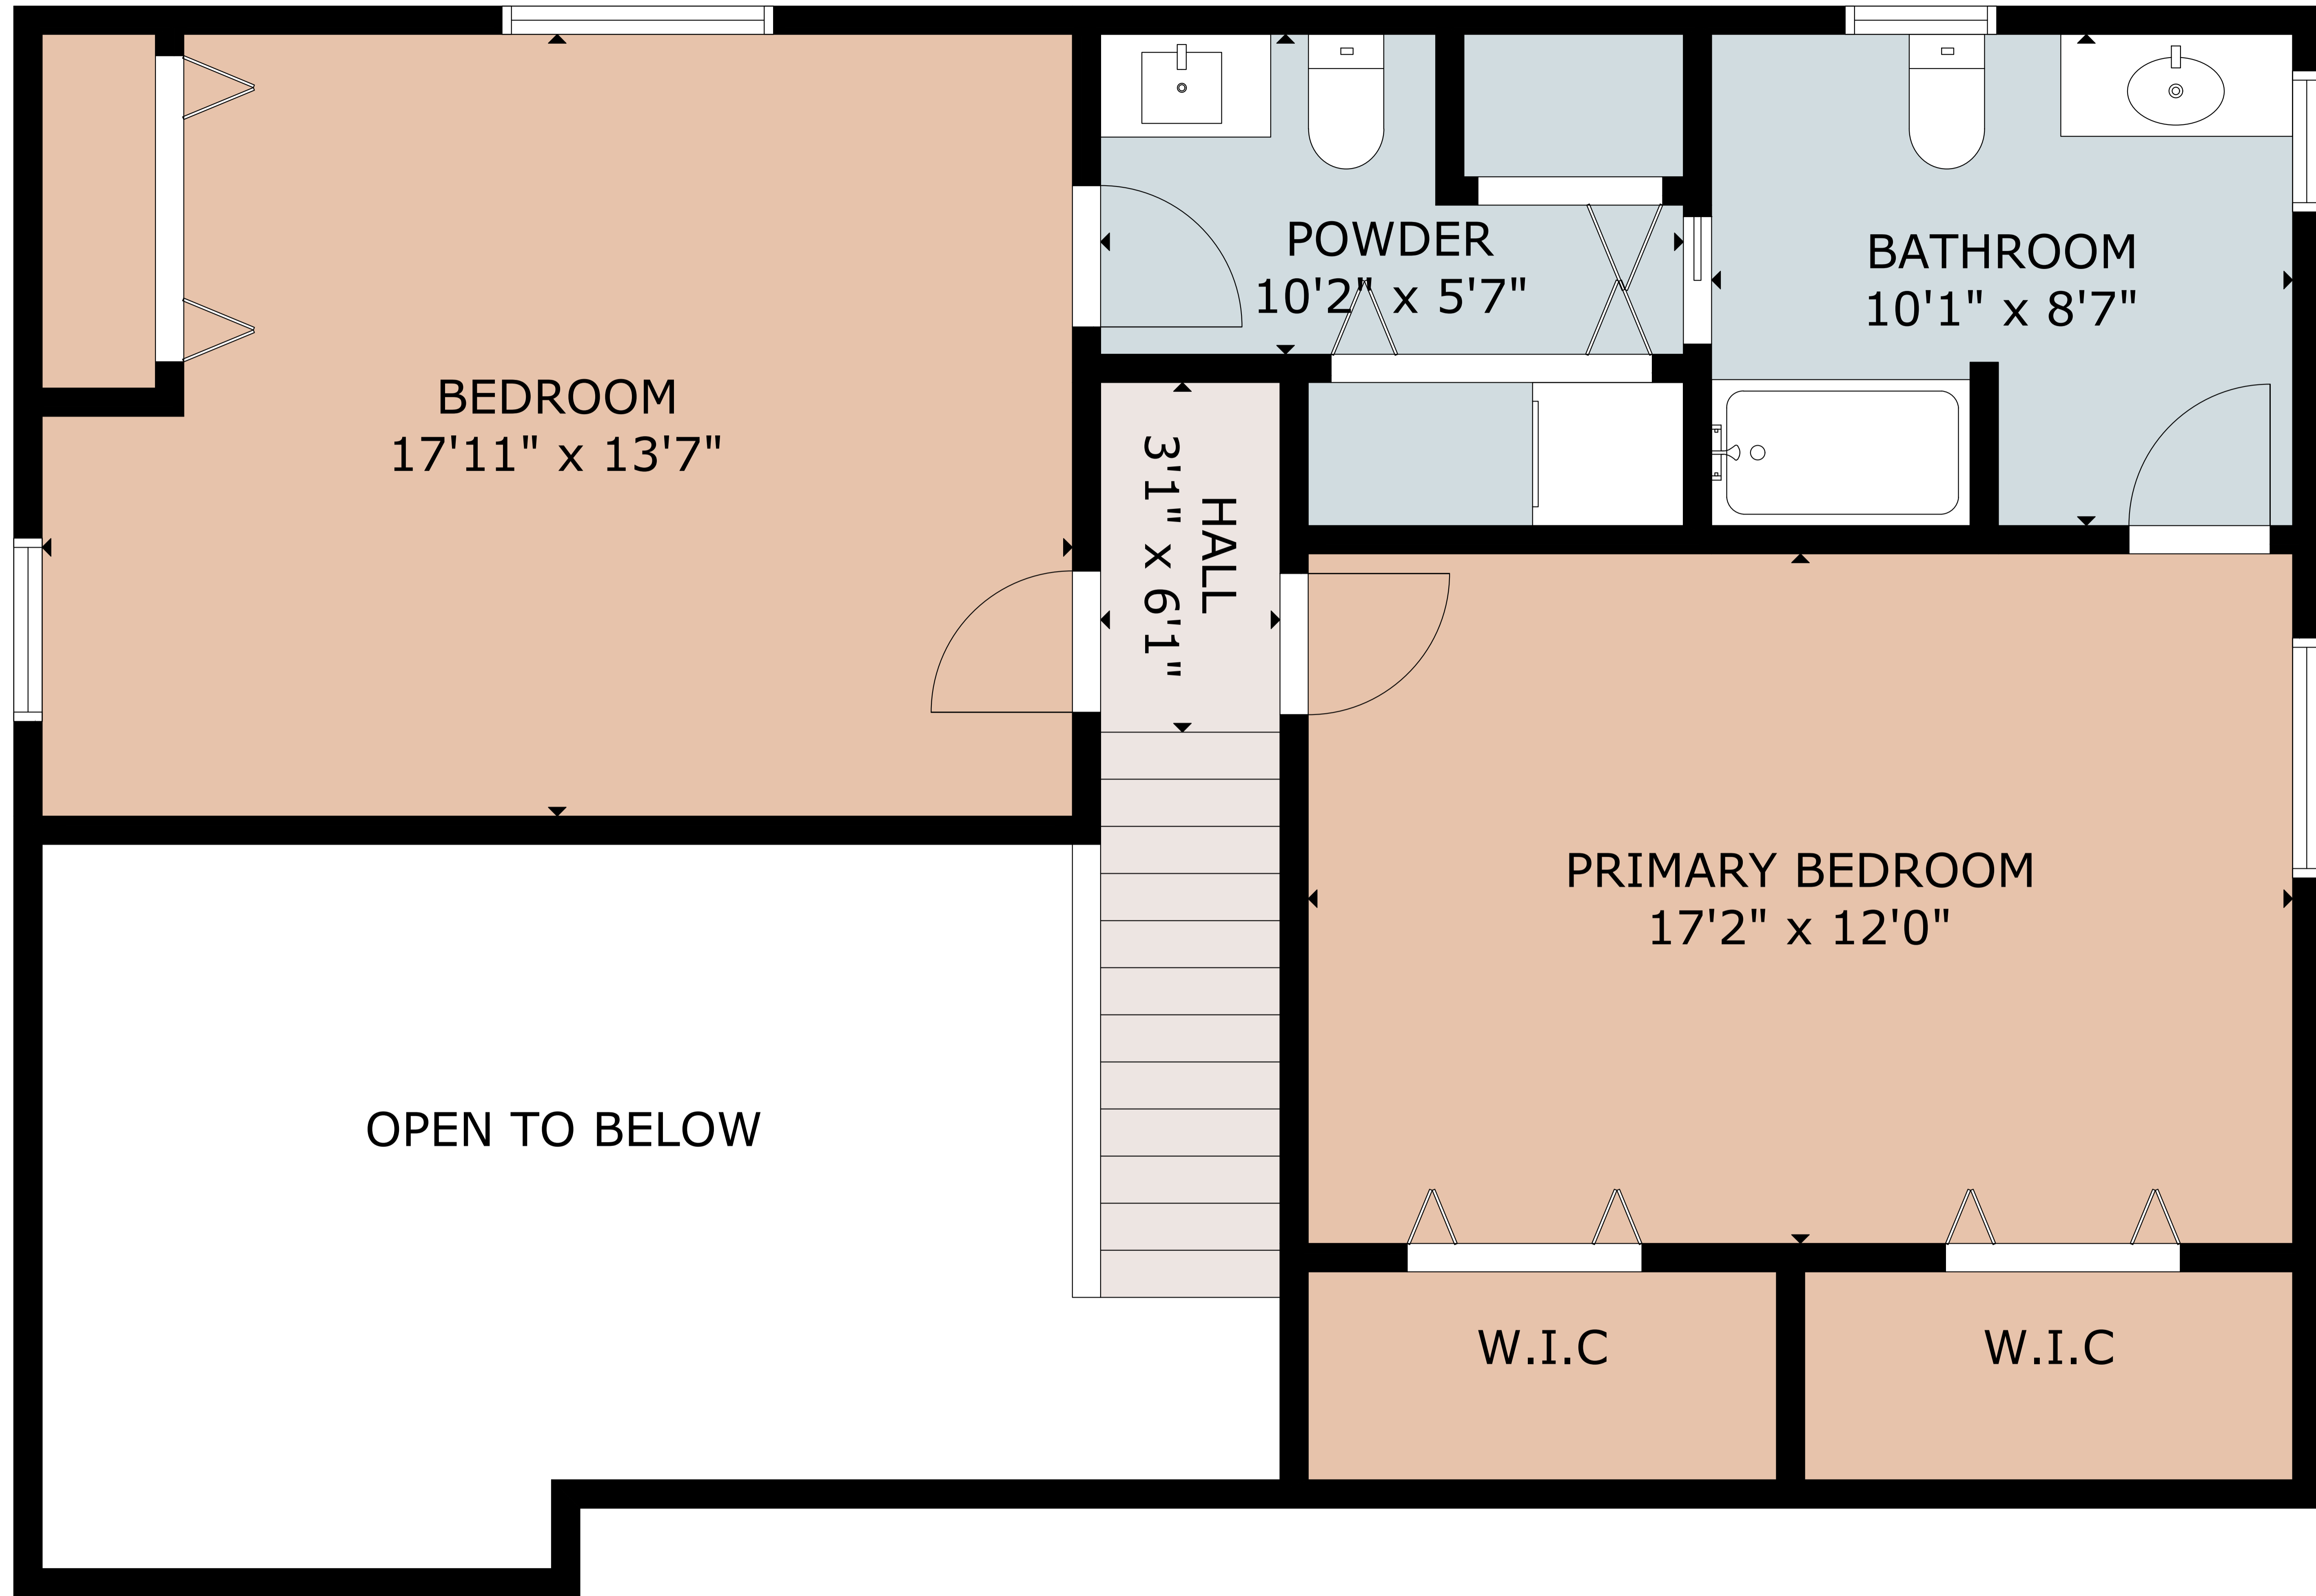 POWDER
10'2" x 5'7"
BATHROOM
10'1" x 8'7"
BEDROOM
17'11" x 13'7"
HALL
3'1" x 6'1"
PRIMARY BEDROOM
17'2" x 12'0"
OPEN TO BELOW
W.I.C
W.I.C